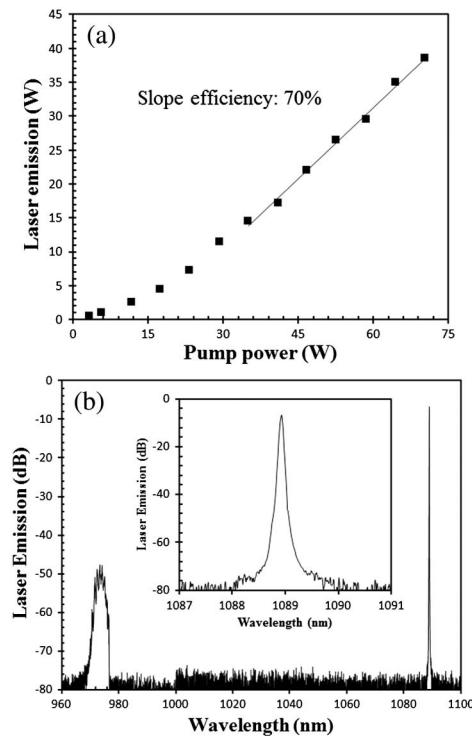 (a)
45
40
35
30
25
20
15
10
5
0
Laser emission (W)
Slope efficiency: 70%
0 15 30 45 60 75
Pump power (W)
(b)
0
-10
-20
-30
-40
-50
-60
-70
-80
Laser Emission (dB)
0
-20
-40
-60
-80
Laser Emission (dB)
1087 1088 1089 1090 1091
Wavelength (nm)
960 980 1000 1020 1040 1060 1080 1100
Wavelength (nm)